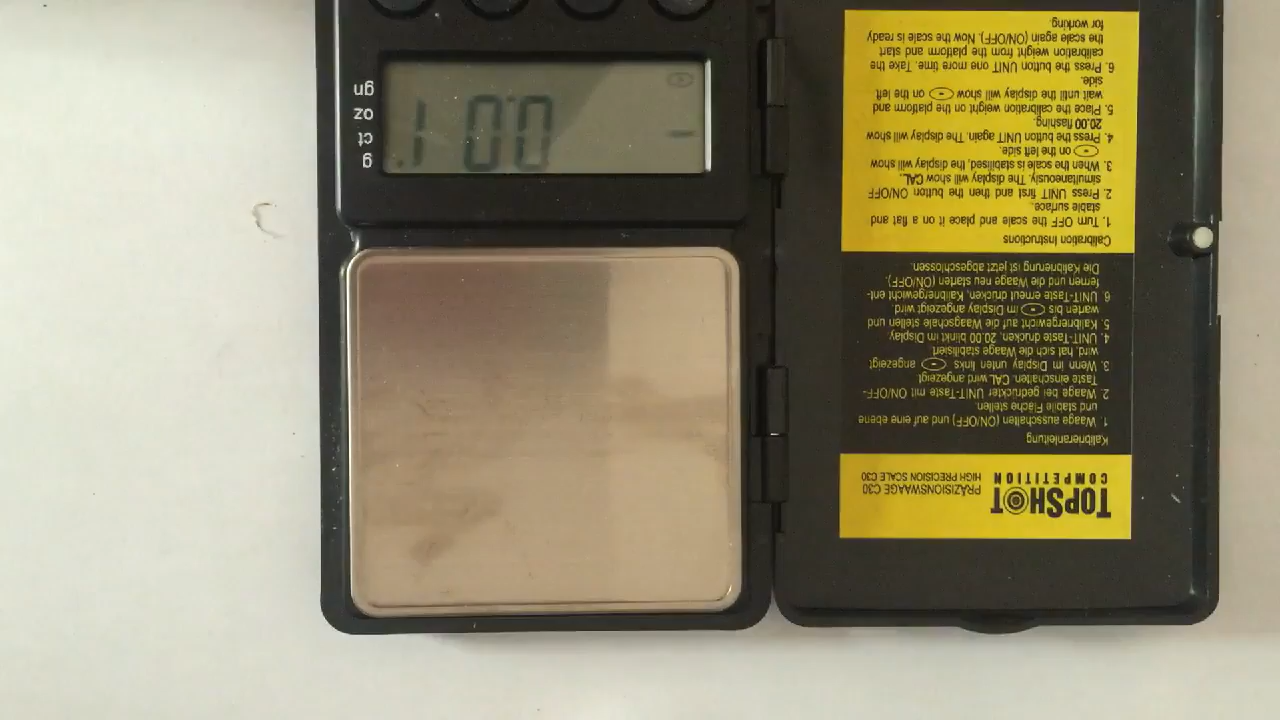 TOPSHOT
COMPETITION
PRÄZISIONSWAAGE C30
HIGH PRECISION SCALE C30
Kalibrieranleitung
1. Waage ausschalten (ON/OFF) und auf eine ebene
und stabile Fläche stellen.
2. Waage bei gedrückter UNIT-Taste mit ON/OFF-
Taste einschalten. CAL wird angezeigt
3. Wenn im Display unten links angezeigt
wird, hat sich die Waage stabilisiert.
4. UNIT-Taste drücken, 20.00 blinkt im Display.
5. Kalibriergewicht auf die Waagschale stellen und
warten bis im Display angezeigt wird.
6. UNIT-Taste erneut drücken, Kalibriergewicht ent-
fernen und die Waage neu starten (ON/OFF).
Die Kalibrierung ist jetzt abgeschlossen.
Calibration Instructions
1. Turn OFF the scale and place it on a flat and
stable surface.
2. Press UNIT first and then the button ON/OFF
simultaneously. The display will show CAL.
3. When the scale is stabilised, the display will show
on the left side.
4. Press the button UNIT again. The display will show
20.00 flashing.
5. Place the calibration weight on the platform and
wait until the display will show on the left
side.
6. Press the button UNIT one more time. Take the
calibration weight from the platform and start
the scale again (ON/OFF). Now the scale is ready
for working.
-0.01
g
ct
oz
gn